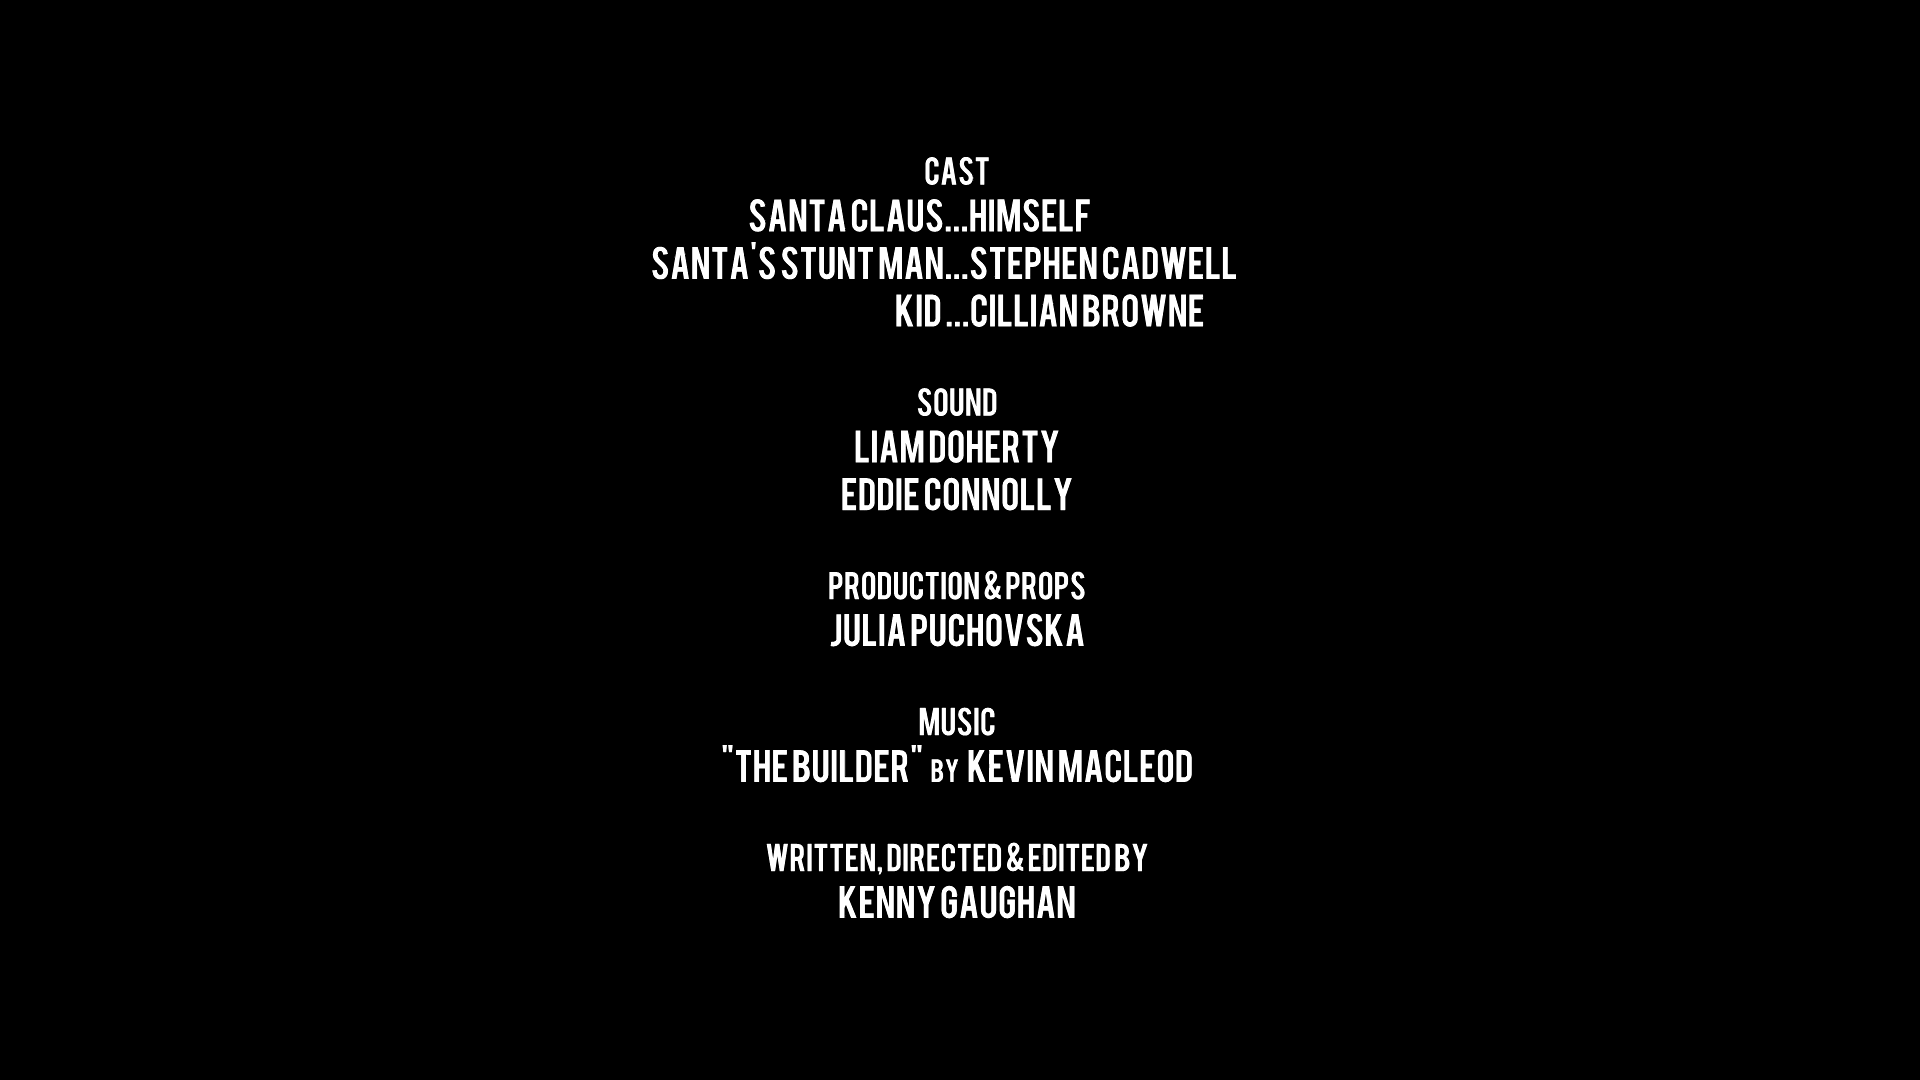 CAST
SANTA CLAUS...HIMSELF
SANTA'S STUNT MAN...STEPHEN CADWELL
KID...CILLIAN BROWNE
SOUND
LIAM DOHERTY
EDDIE CONNOLLY
PRODUCTION & PROPS
JULIA PUCHOVSKA
MUSIC
"THE BUILDER" BY KEVIN MACLEOD
WRITTEN, DIRECTED & EDITED BY
KENNY GAUGHAN